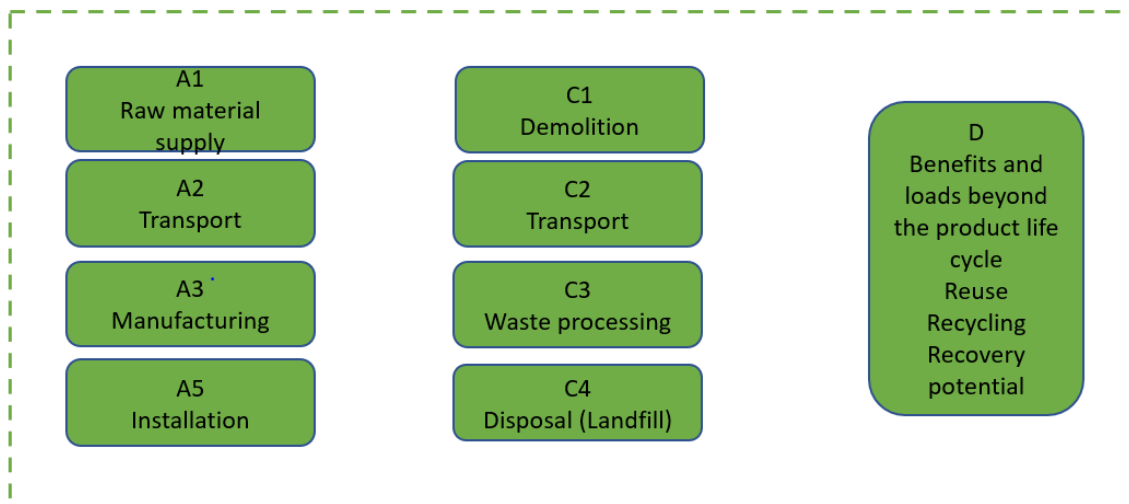 A1
Raw material
supply
A2
Transport
A3
Manufacturing
A5
Installation
C1
Demolition
C2
Transport
C3
Waste processing
C4
Disposal (Landfill)
D
Benefits and
loads beyond
the product life
cycle
Reuse
Recycling
Recovery
potential